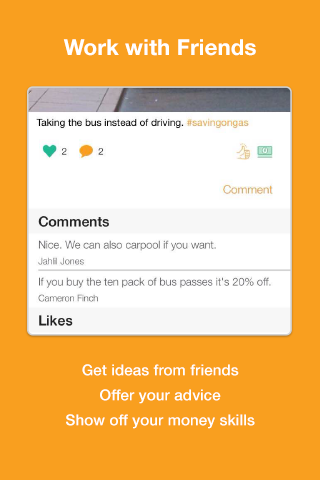 Work with Friends
Taking the bus instead of driving. #savingongas
2 2
Comment
Comments
Nice. We can also carpool if you want.
Jahlil Jones
If you buy the ten pack of bus passes it's 20% off.
Cameron Finch
Likes
Get ideas from friends
Offer your advice
Show off your money skills